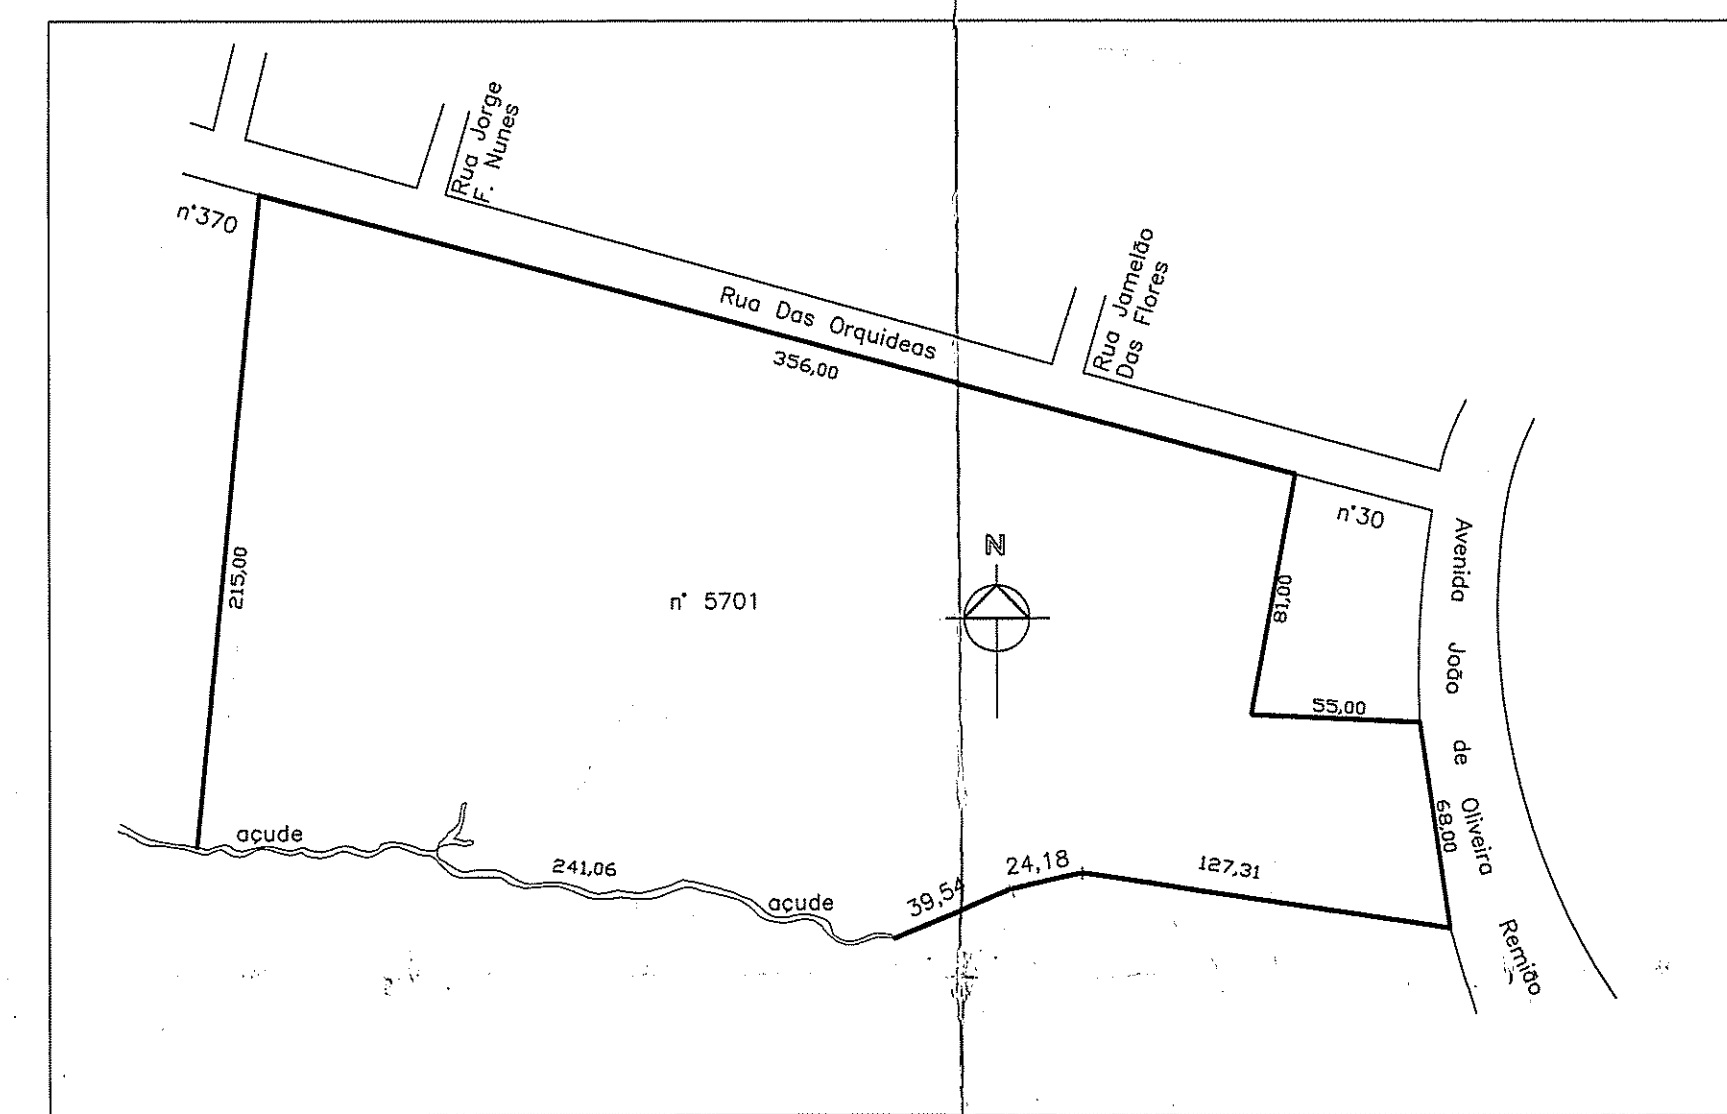 Rua Jorge
F. Nunes
n°370
Rua Jamelão
Das Flores
Rua Das Orquideas
356,00
n°30
Avenida João de Oliveira Remião
N
215,00
n° 5701
81,00
55,00
68,00
açude
241,06
açude
39,54
24,18
127,31